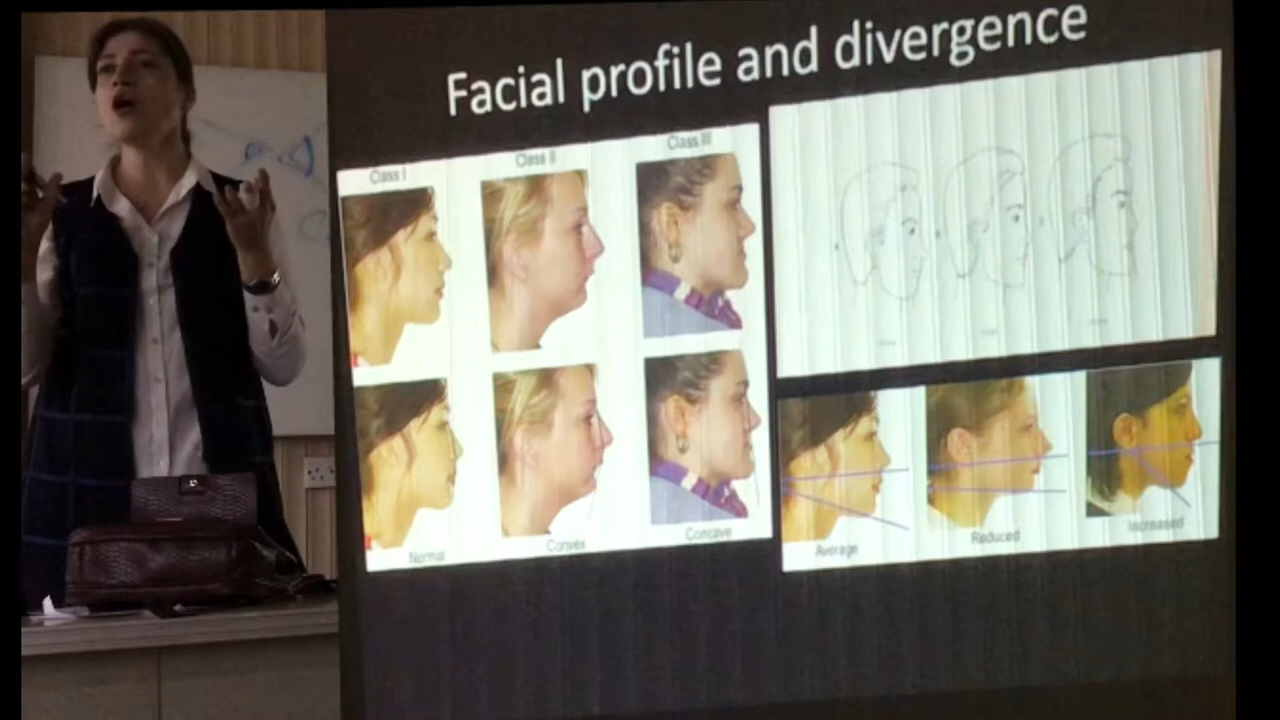 Facial profile and divergence
Class I
Class II
Class III
Normal
Convex
Concave
Average
Reduced
Increased